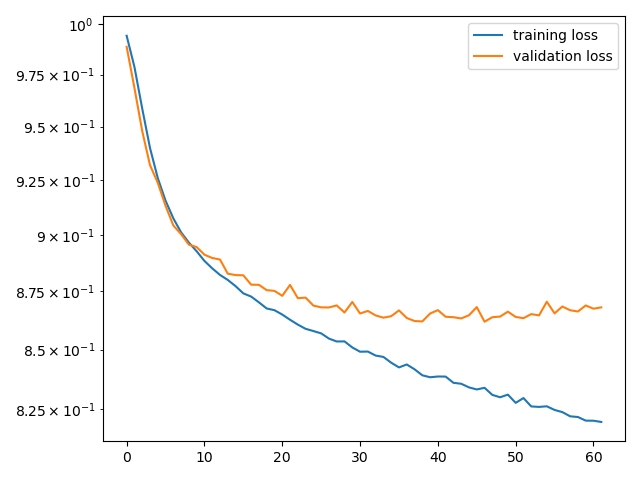 10⁰
9.75 × 10⁻¹
9.5 × 10⁻¹
9.25 × 10⁻¹
9 × 10⁻¹
8.75 × 10⁻¹
8.5 × 10⁻¹
8.25 × 10⁻¹
training loss
validation loss
0 10 20 30 40 50 60